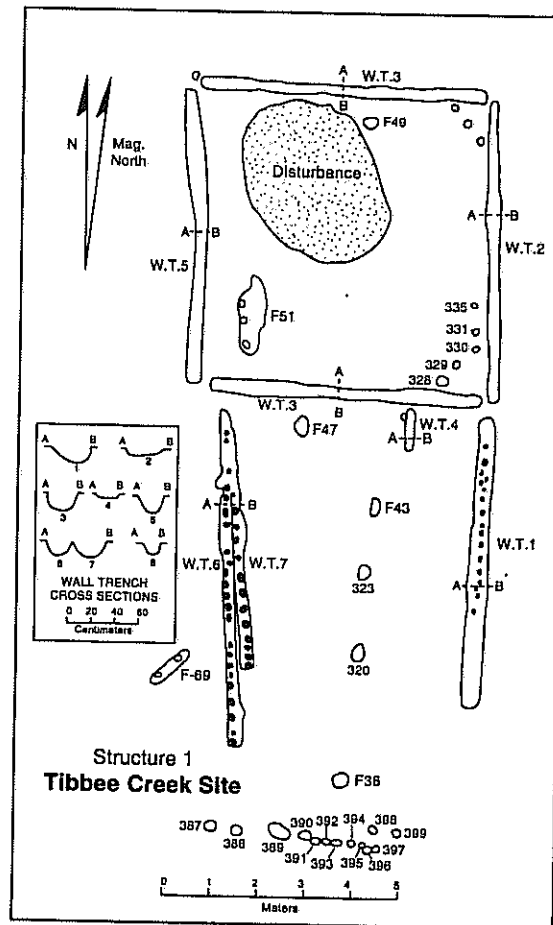 A
W.T.3
B
F49
N
Mag.
North
Disturbance
A B
W.T.5
A B
W.T.2
F51
335
331
330
329
328
A
W.T.3
B
F47
W.T.4
A B
A B
1
2
A B
A B
A B
3
4
5
A B
A B
6 7
8
WALL TRENCH
CROSS SECTIONS
0 20 40 60
Centimeters
A B
W.T.6
W.T.7
F43
W.T.1
A B
323
320
F-69
Structure 1
Tibbee Creek Site
F36
387
388
389
390
391
392
393
394
395
396
397
398
399
0 1 2 3 4 5
Meters